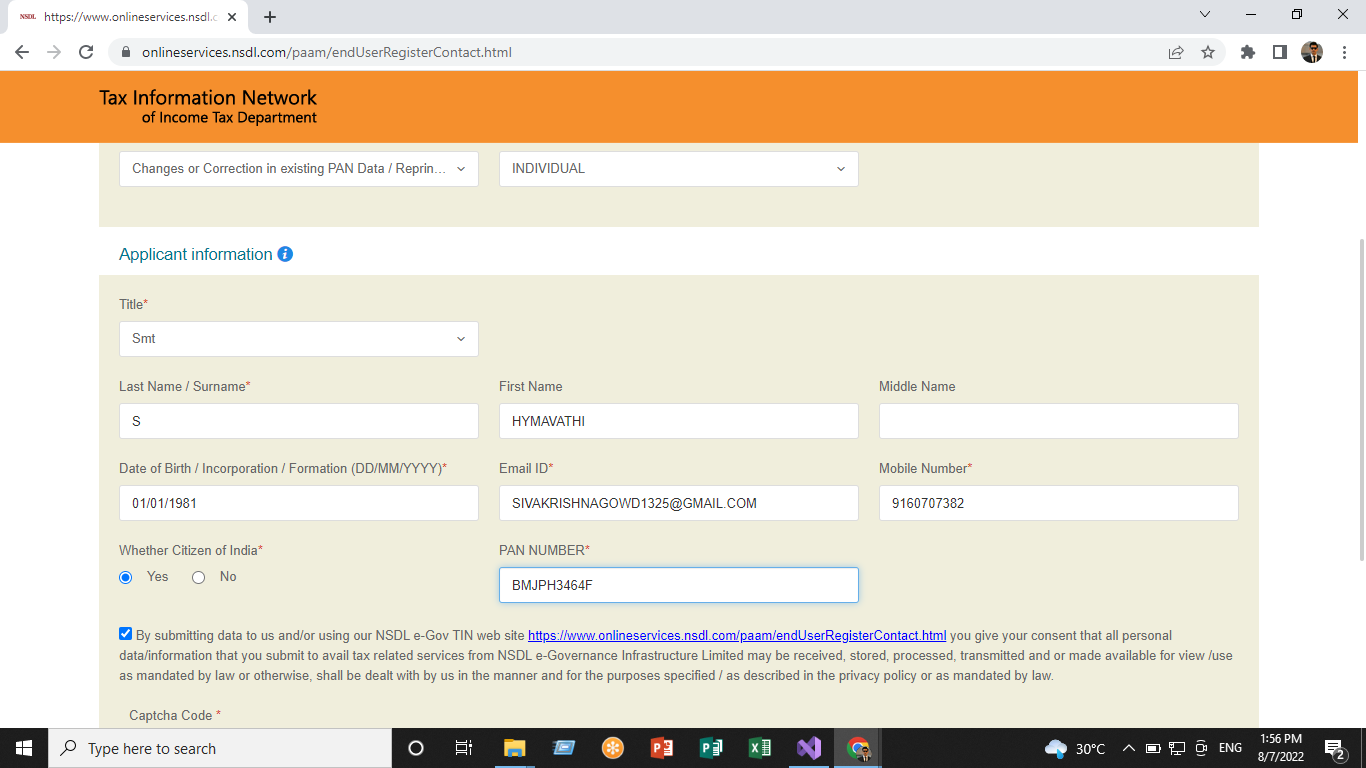 NSDL https://www.onlineservices.nsdl.c
onlineservices.nsdl.com/paam/endUserRegisterContact.html
Tax Information Network
of Income Tax Department
Changes or Correction in existing PAN Data / Reprin... INDIVIDUAL
Applicant information i
Title*
Smt
Last Name / Surname* First Name Middle Name
S HYMAVATHI
Date of Birth / Incorporation / Formation (DD/MM/YYYY)* Email ID* Mobile Number*
01/01/1981 SIVAKRISHNAGOWD1325@GMAIL.COM 9160707382
Whether Citizen of India* PAN NUMBER*
Yes No BMJPH3464F
By submitting data to us and/or using our NSDL e-Gov TIN web site https://www.onlineservices.nsdl.com/paam/endUserRegisterContact.html you give your consent that all personal
data/information that you submit to avail tax related services from NSDL e-Governance Infrastructure Limited may be received, stored, processed, transmitted and or made available for view /use
as mandated by law or otherwise, shall be dealt with by us in the manner and for the purposes specified / as described in the privacy policy or as mandated by law.
Captcha Code *
Type here to search 30°C ENG 1:56 PM
8/7/2022 2